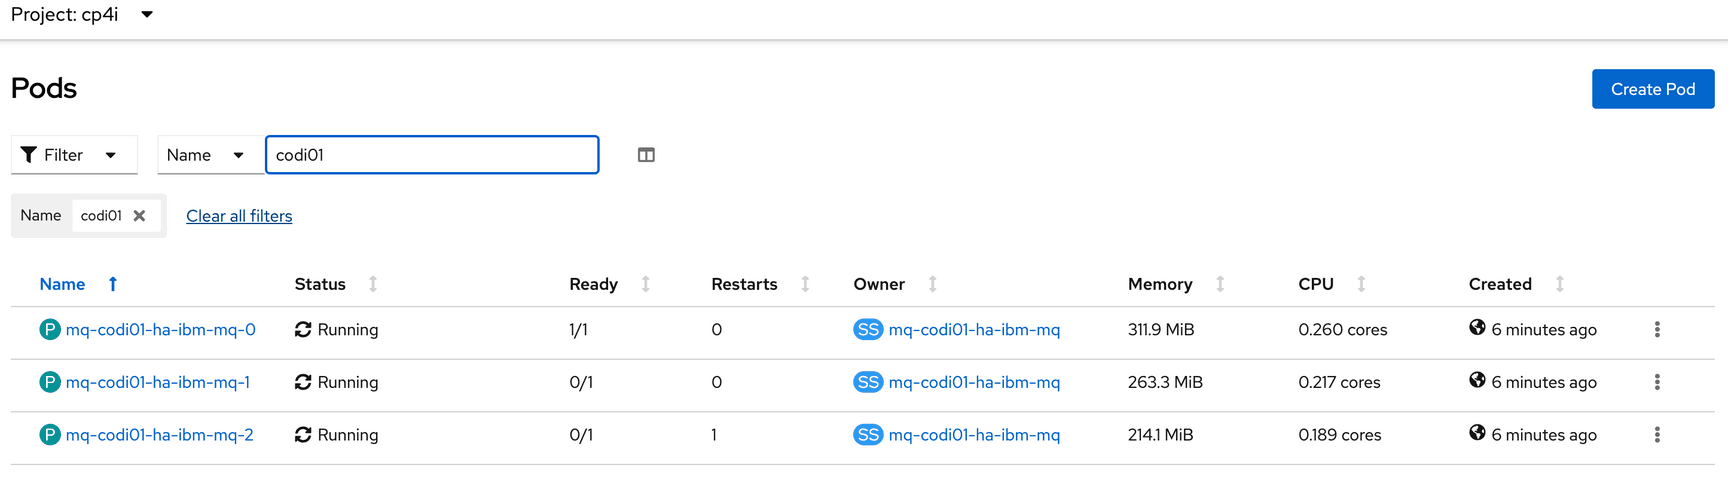 Project: cp4i
Pods
Create Pod
Filter Name codi01
Name codi01 Clear all filters
Name Status Ready Restarts Owner Memory CPU Created
P mq-codi01-ha-ibm-mq-0 Running 1/1 0 SS mq-codi01-ha-ibm-mq 311.9 MiB 0.260 cores 6 minutes ago
P mq-codi01-ha-ibm-mq-1 Running 0/1 0 SS mq-codi01-ha-ibm-mq 263.3 MiB 0.217 cores 6 minutes ago
P mq-codi01-ha-ibm-mq-2 Running 0/1 1 SS mq-codi01-ha-ibm-mq 214.1 MiB 0.189 cores 6 minutes ago